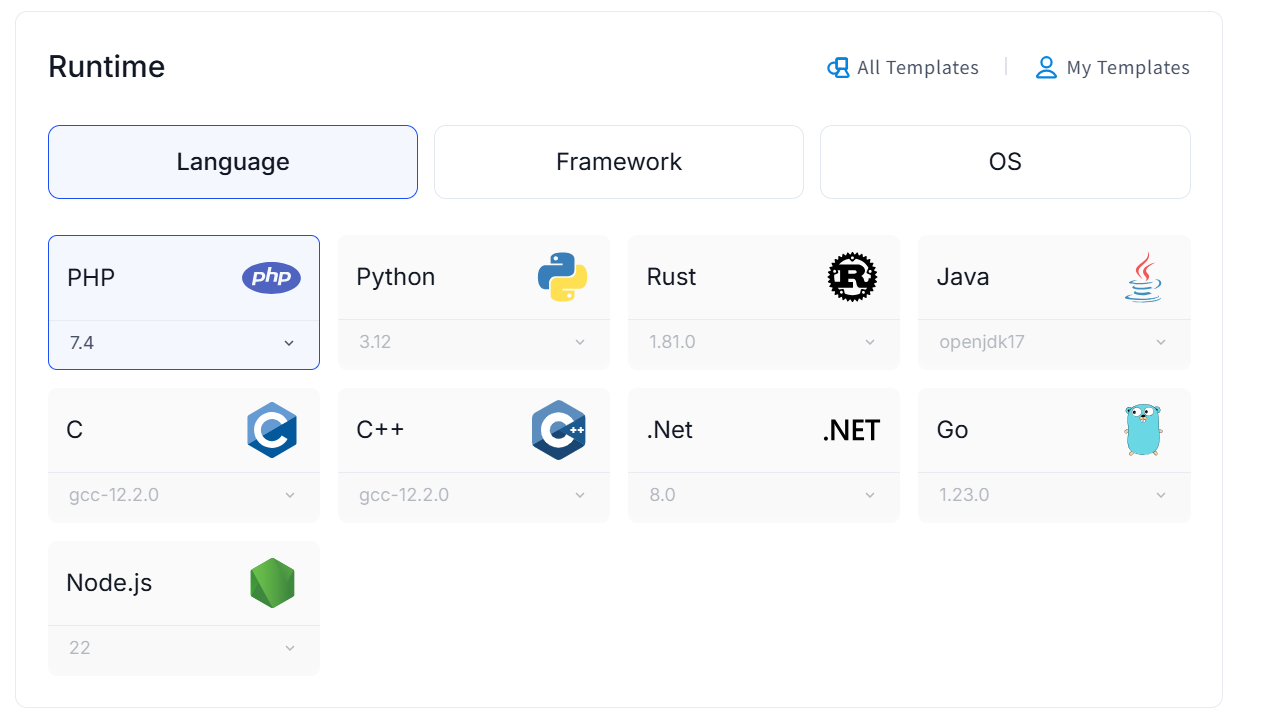 Runtime
All Templates
My Templates
Language
Framework
OS
PHP
php
Python
Rust
R
Java
7.4
3.12
1.81.0
openjdk17
C
C
C++
C++
.Net
.NET
Go
gcc-12.2.0
gcc-12.2.0
8.0
1.23.0
Node.js
22